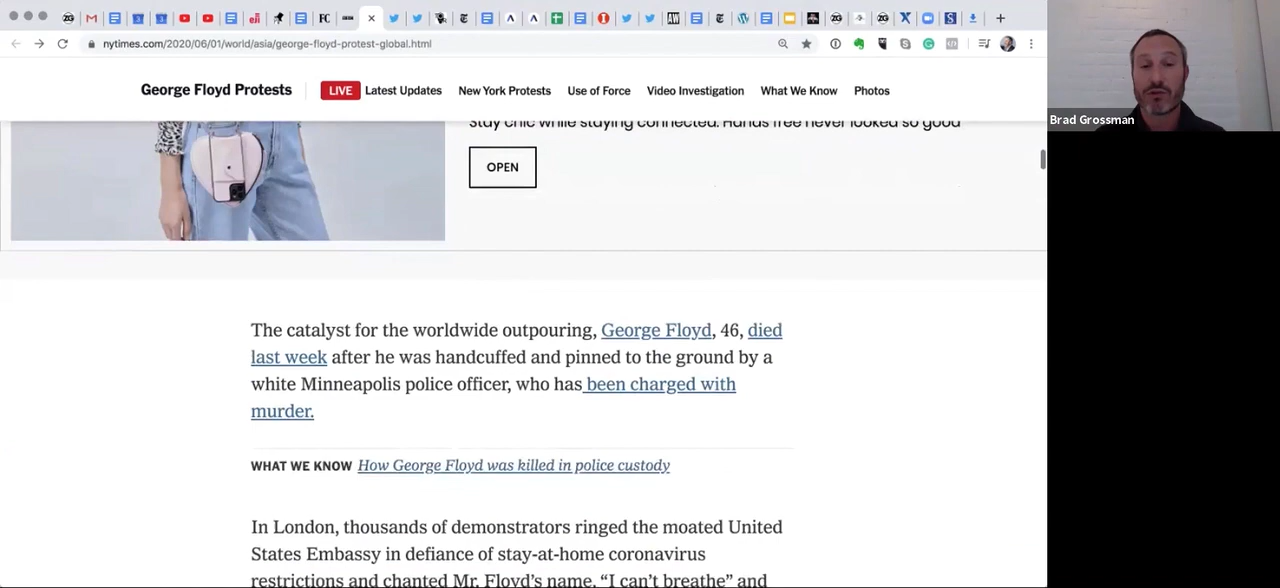 nytimes.com/2020/06/01/world/asia/george-floyd-protest-global.html
George Floyd Protests LIVE Latest Updates New York Protests Use of Force Video Investigation What We Know Photos
Brad Grossman
Stay chic while staying connected. Hands free never looked so good
OPEN
The catalyst for the worldwide outpouring, George Floyd, 46, died
last week after he was handcuffed and pinned to the ground by a
white Minneapolis police officer, who has been charged with
murder.
WHAT WE KNOW How George Floyd was killed in police custody
In London, thousands of demonstrators ringed the moated United
States Embassy in defiance of stay-at-home coronavirus
restrictions and chanted Mr. Floyd's name, “I can't breathe” and